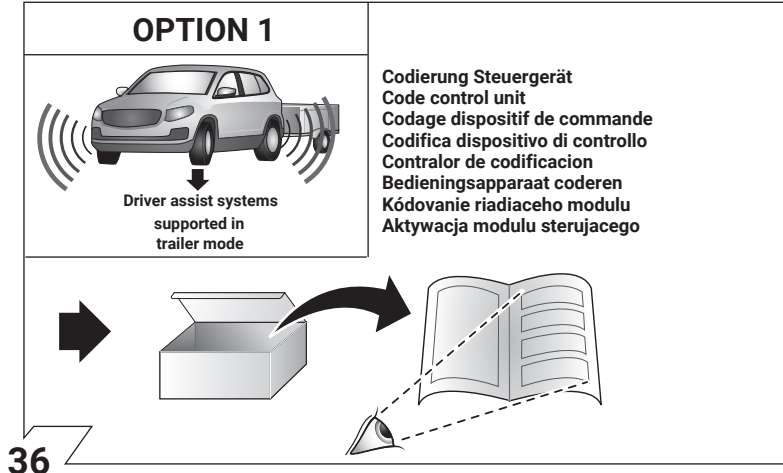 OPTION 1
Driver assist systems
supported in
trailer mode
Codierung Steuergerät
Code control unit
Codage dispositif de commande
Codifica dispositivo di controllo
Contralor de codificacion
Bedieningsapparaat coderen
Kódovanie riadiaceho modulu
Aktywacja modulu sterujacego
36